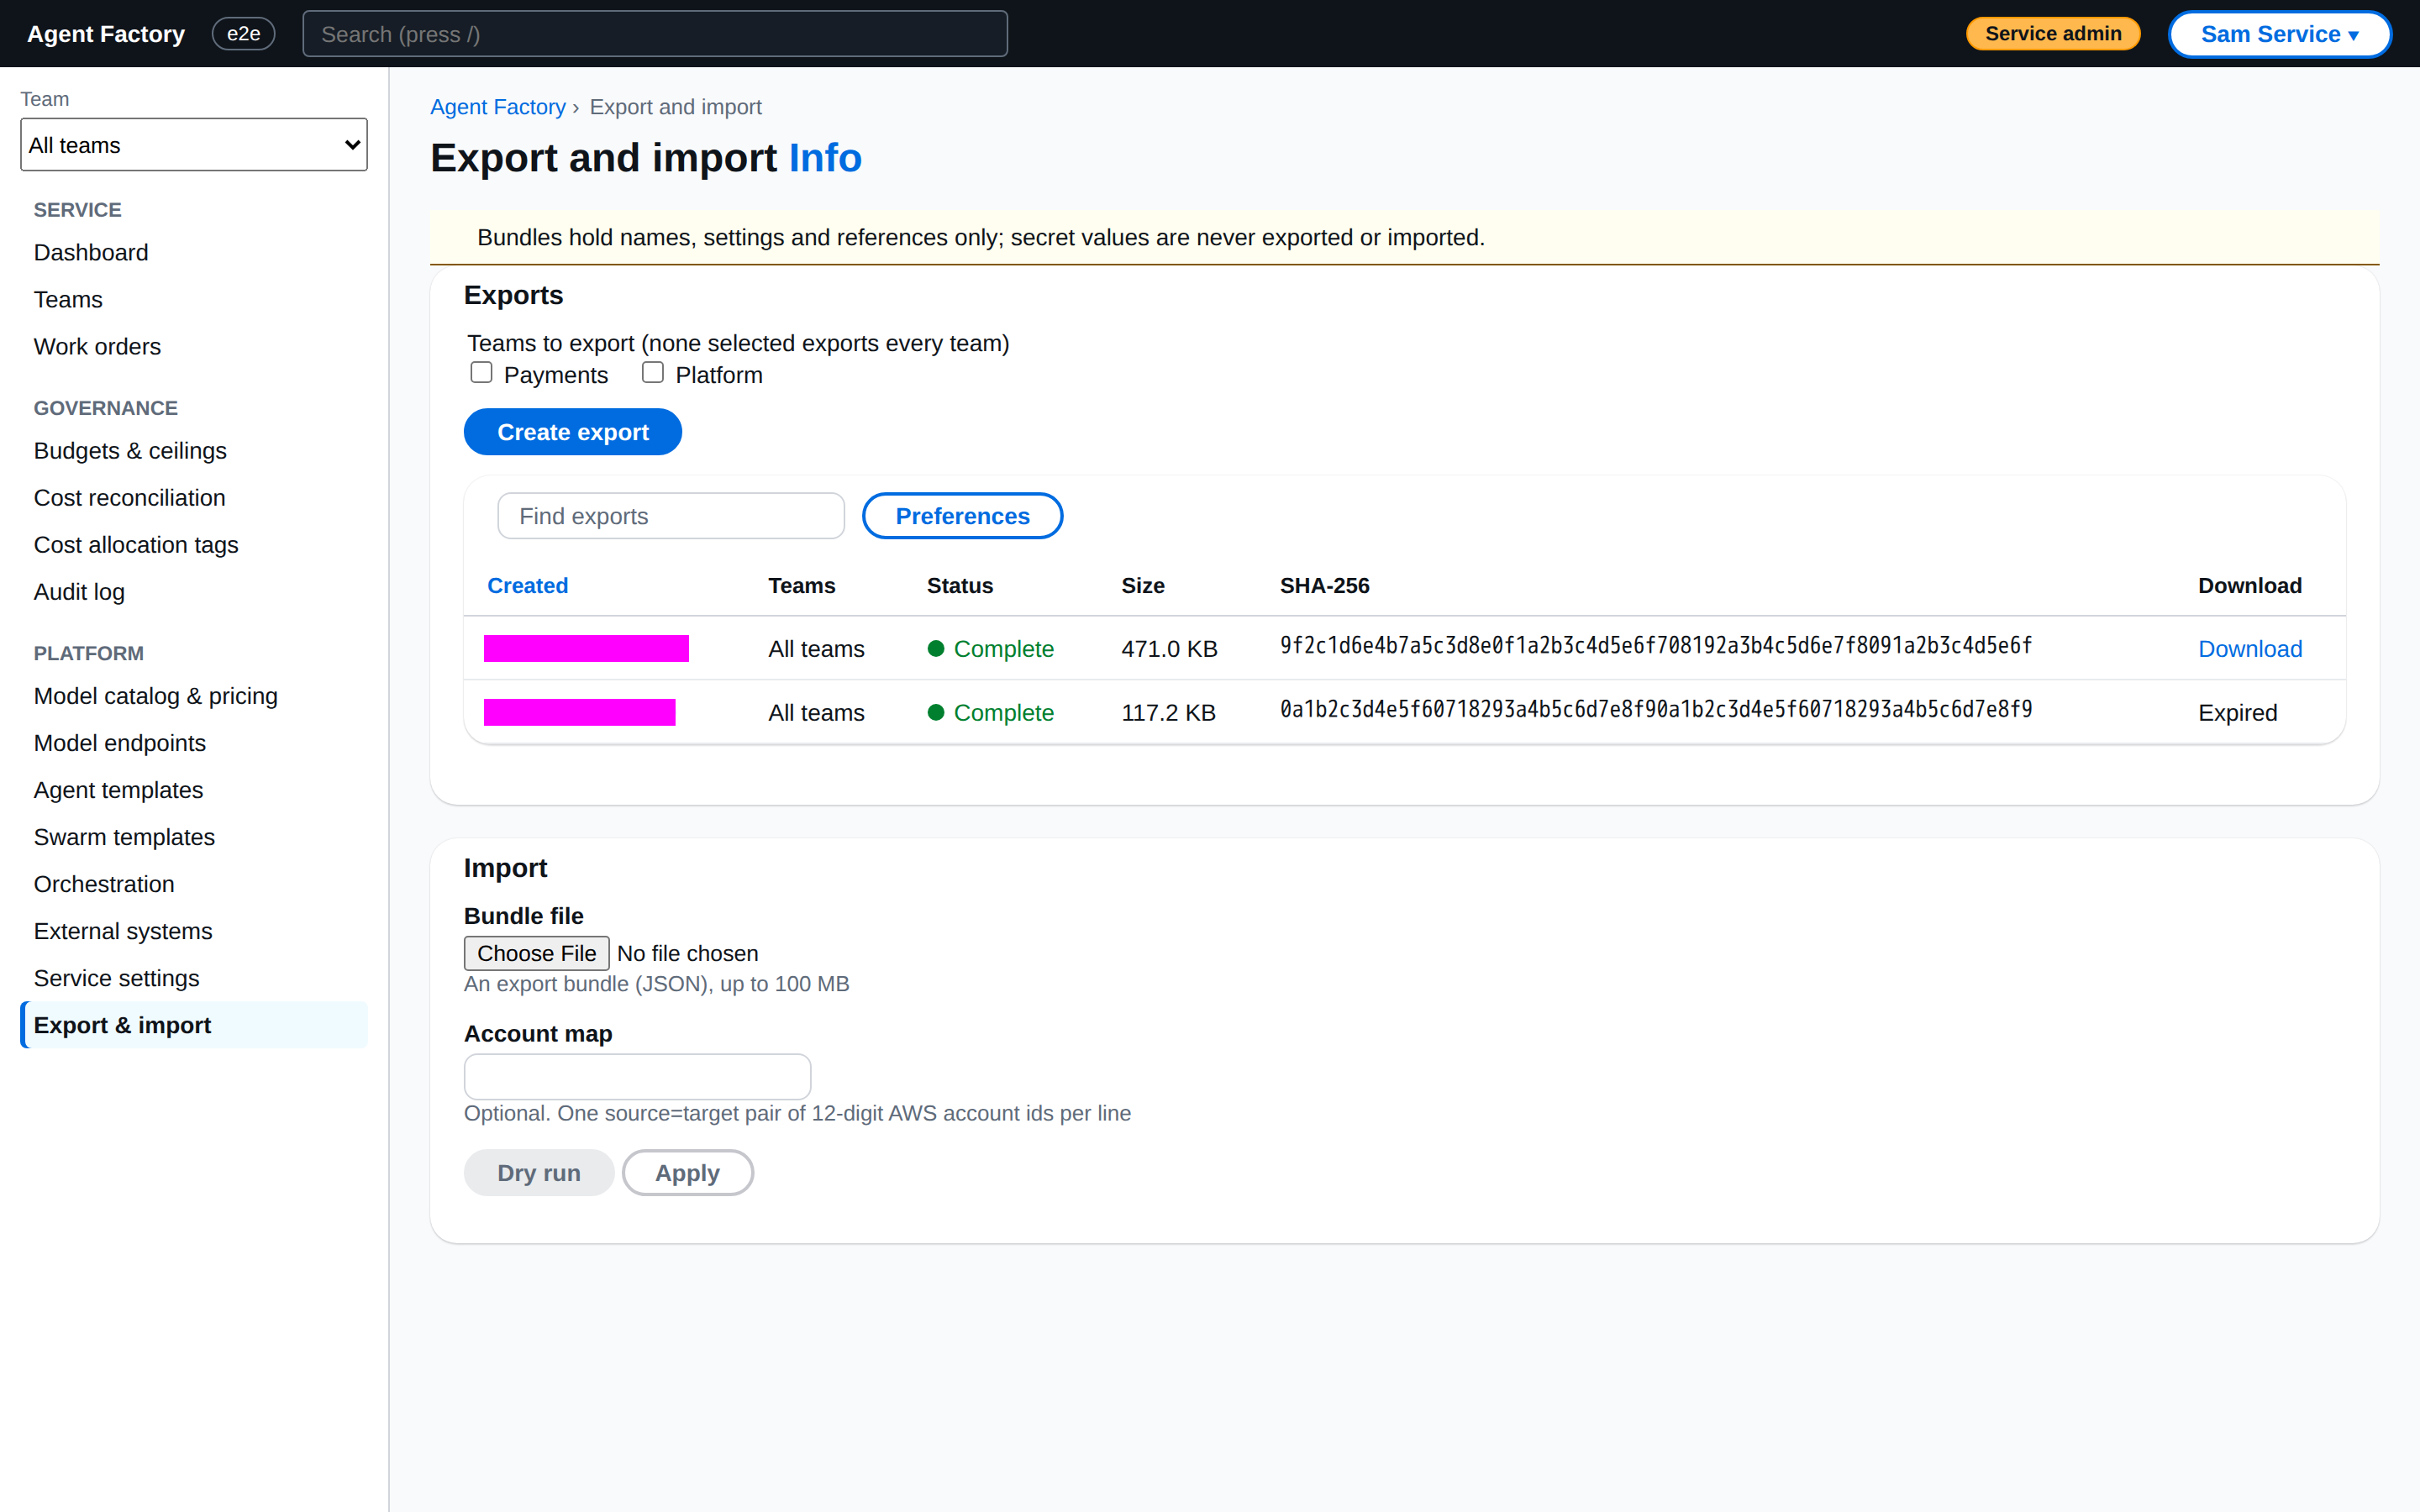 Agent Factory e2e Search (press /) Service admin Sam Service ▾
Team
All teams
SERVICE
Dashboard
Teams
Work orders
GOVERNANCE
Budgets & ceilings
Cost reconciliation
Cost allocation tags
Audit log
PLATFORM
Model catalog & pricing
Model endpoints
Agent templates
Swarm templates
Orchestration
External systems
Service settings
Export & import
Agent Factory › Export and import
Export and import Info
Bundles hold names, settings and references only; secret values are never exported or imported.
Exports
Teams to export (none selected exports every team)
Payments Platform
Create export
Find exports Preferences
Created Teams Status Size SHA-256 Download
All teams Complete 471.0 KB 9f2c1d6e4b7a5c3d8e0f1a2b3c4d5e6f708192a3b4c5d6e7f8091a2b3c4d5e6f Download
All teams Complete 117.2 KB 0a1b2c3d4e5f60718293a4b5c6d7e8f90a1b2c3d4e5f60718293a4b5c6d7e8f9 Expired
Import
Bundle file
Choose File No file chosen
An export bundle (JSON), up to 100 MB
Account map
Optional. One source=target pair of 12-digit AWS account ids per line
Dry run Apply